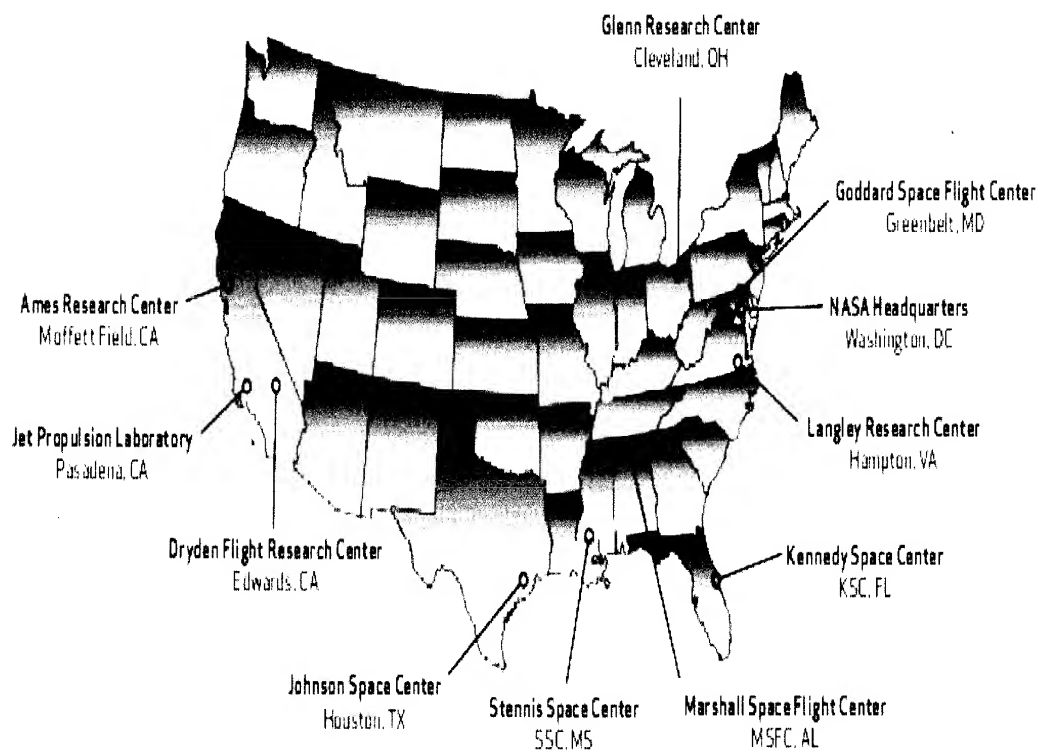 Glenn Research Center
Cleveland, OH
Goddard Space Flight Center
Greenbelt, MD
Ames Research Center
Moffett Field, CA
NASA Headquarters
Washington, DC
Jet Propulsion Laboratory
Pasadena, CA
Langley Research Center
Hampton, VA
Dryden Flight Research Center
Edwards, CA
Kennedy Space Center
KSC, FL
Johnson Space Center
Houston, TX
Stennis Space Center
SSC, MS
Marshall Space Flight Center
MSFC, AL